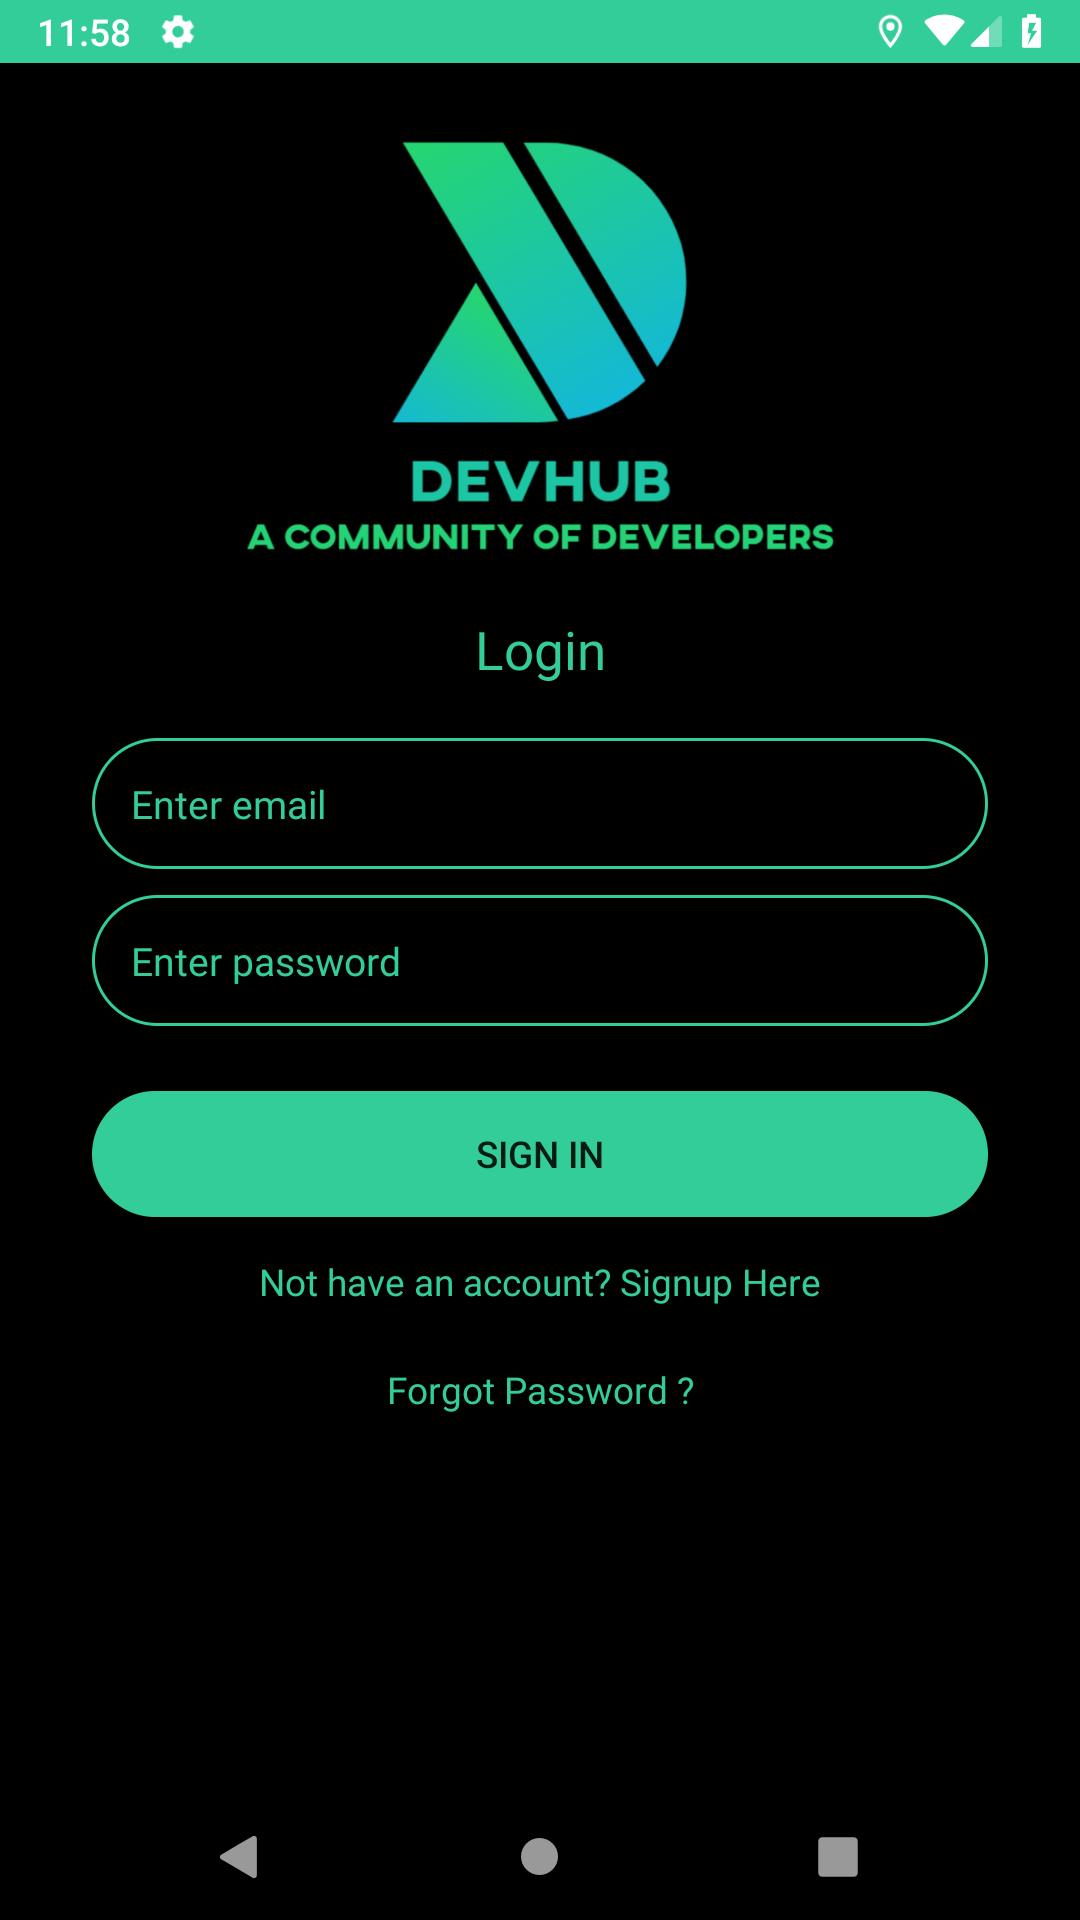 11:58
DEVHUB
A COMMUNITY OF DEVELOPERS
Login
Enter email
Enter password
SIGN IN
Not have an account? Signup Here
Forgot Password ?